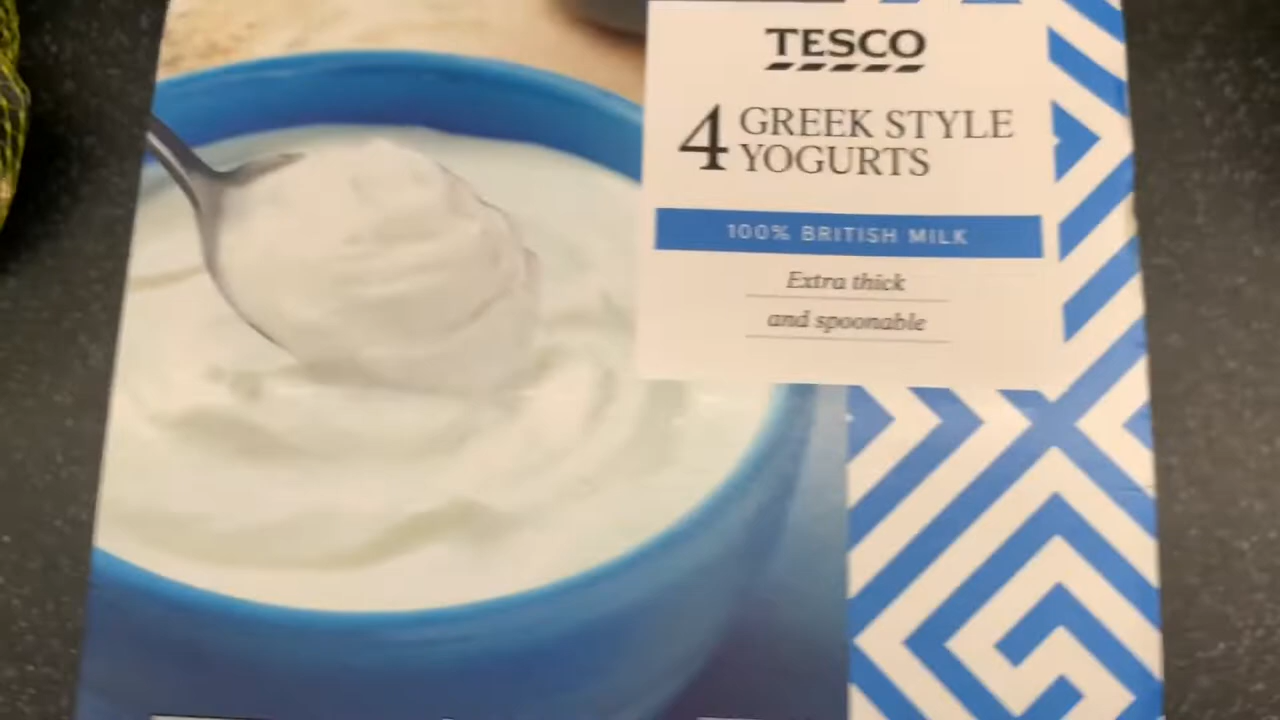 TESCO
4 GREEK STYLE
YOGURTS
100% BRITISH MILK
Extra thick
and spoonable